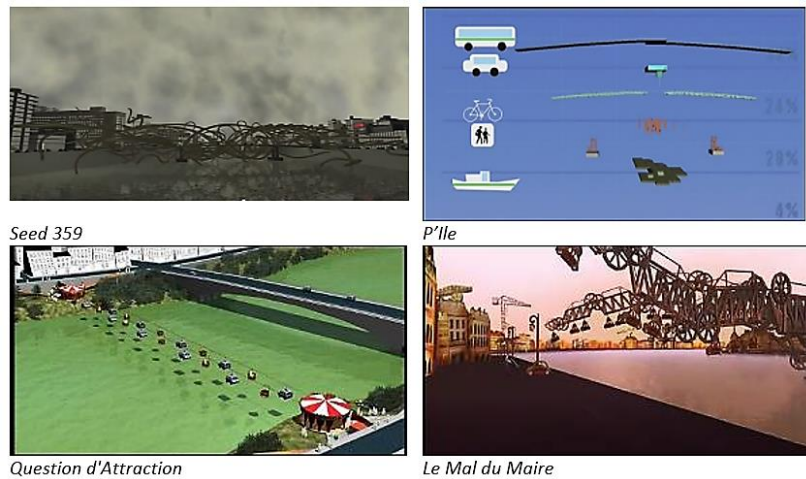 24%
20%
4%
Seed 359
P'Ile
Question d'Attraction
Le Mal du Maire